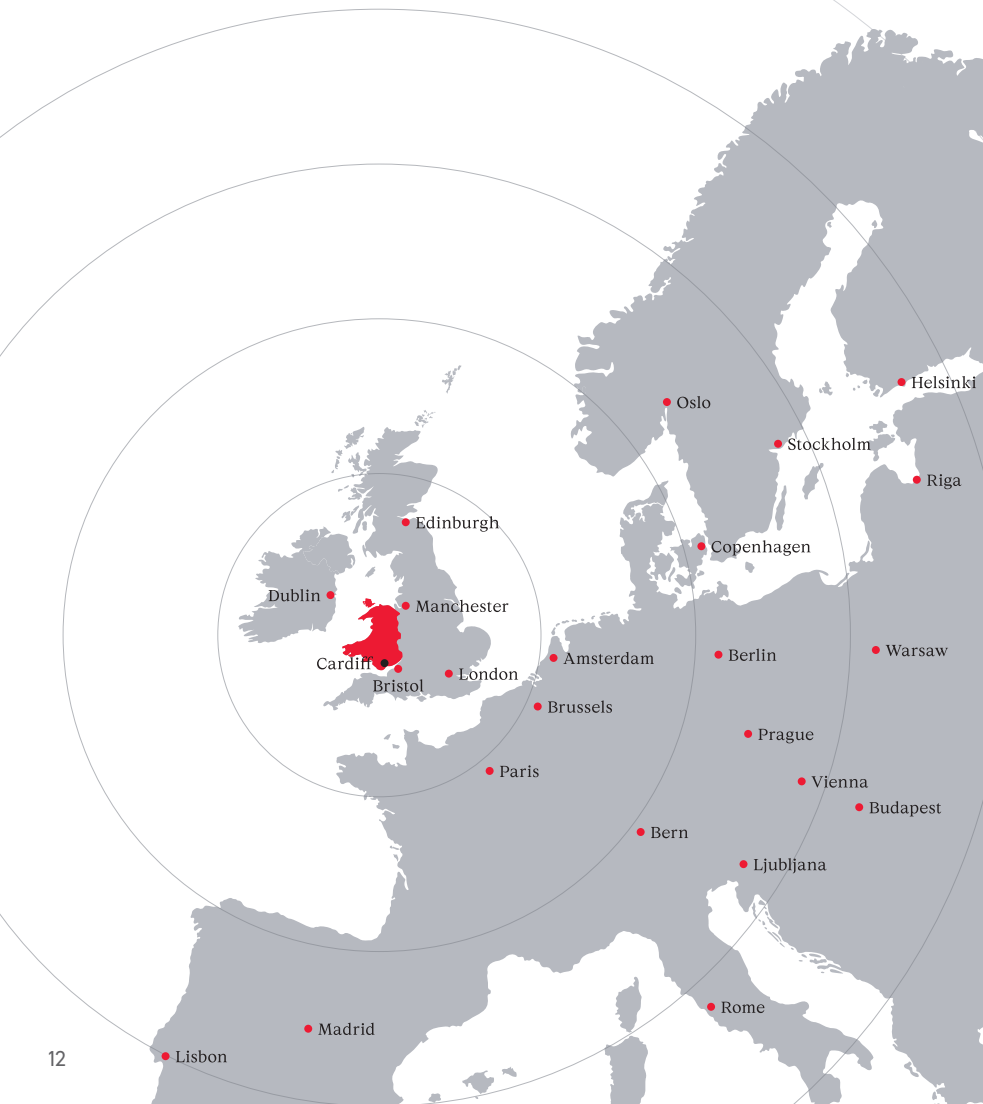 Helsinki
Oslo
Stockholm
Riga
Edinburgh
Copenhagen
Dublin
Manchester
Warsaw
Berlin
Amsterdam
Cardiff
London
Bristol
Brussels
Prague
Paris
Vienna
Budapest
Bern
Ljubljana
Rome
Madrid
Lisbon
12